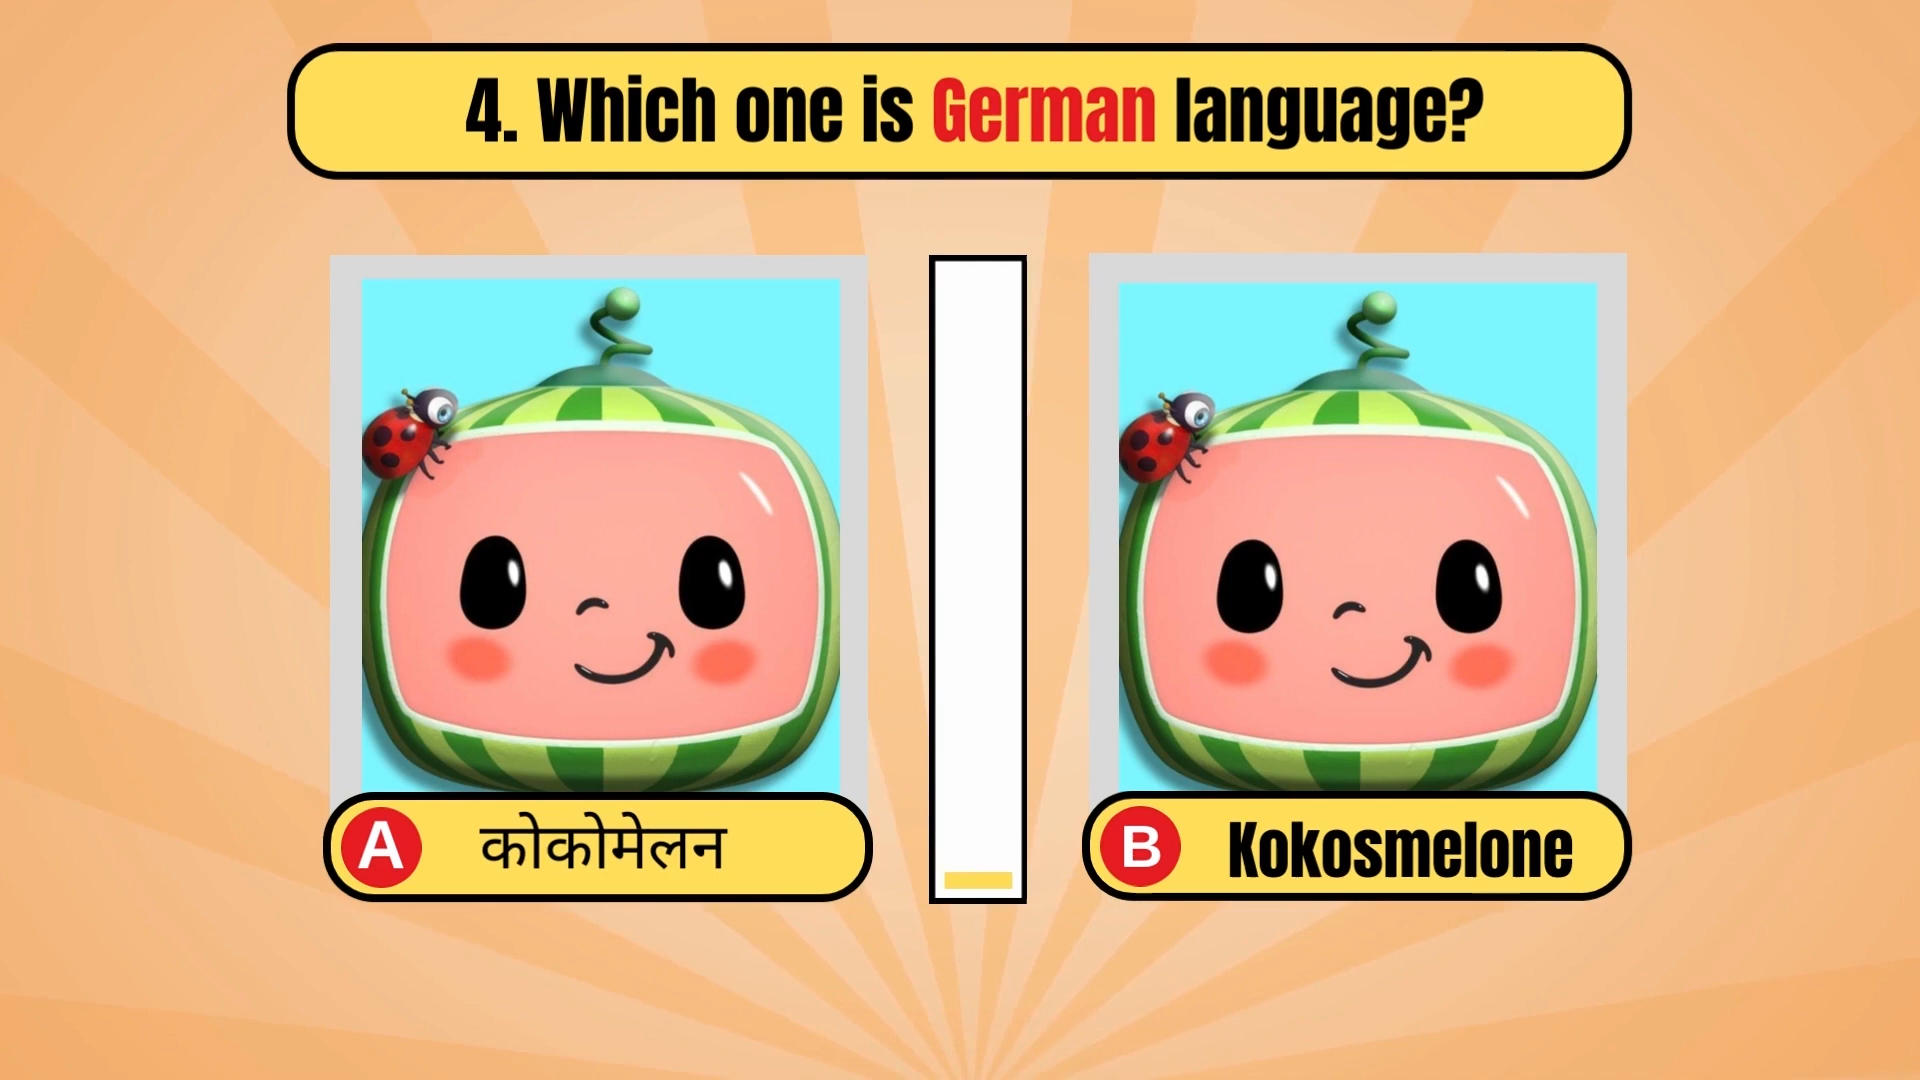 4. Which one is German language?
A कोकोमेलन
B Kokosmelone